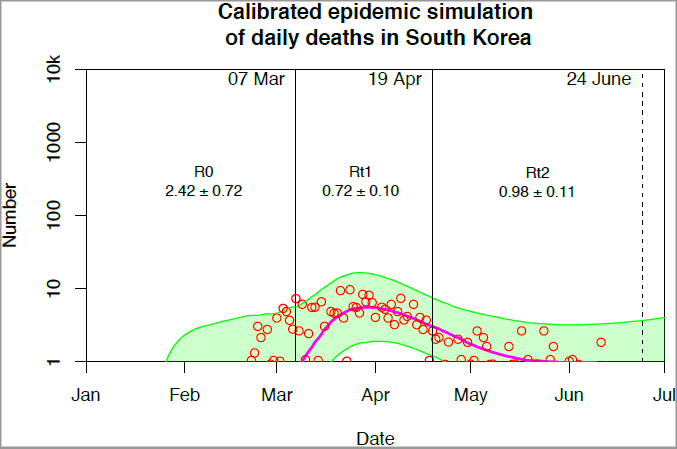 Calibrated epidemic simulation
of daily deaths in South Korea
10k
07 Mar
19 Apr
24 June
1000
R0
Rt1
Rt2
2.42 ± 0.72
0.72 ± 0.10
0.98 ± 0.11
100
Number
10
1
Jan
Feb
Mar
Apr
May
Jun
Jul
Date